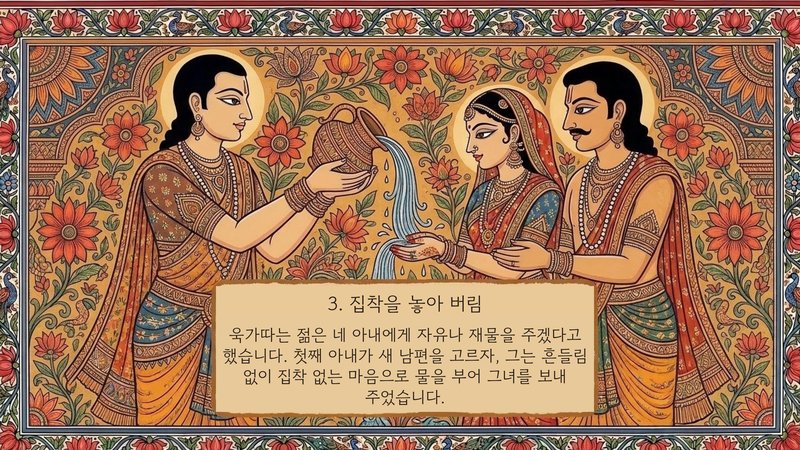 3. 집착을 놓아 버림
욱가따는 젊은 네 아내에게 자유나 재물을 주겠다고
했습니다. 첫째 아내가 새 남편을 고르자, 그는 흔들림
없이 집착 없는 마음으로 물을 부어 그녀를 보내
주었습니다.